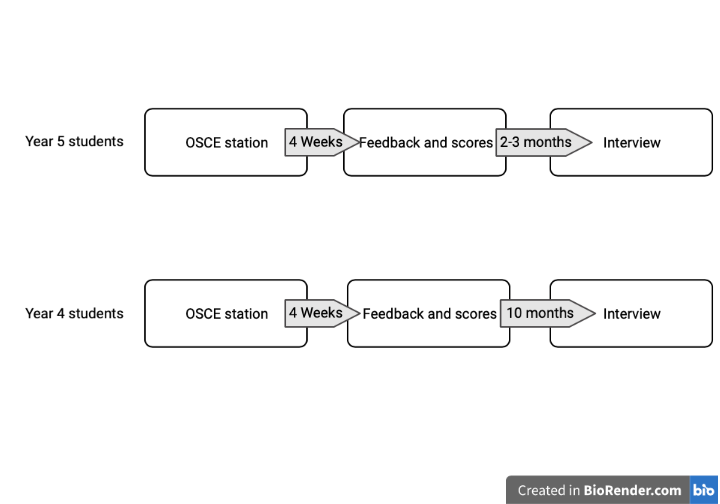 Year 5 students
OSCE station
4 Weeks
Feedback and scores
2-3 months
Interview
Year 4 students
OSCE station
4 Weeks
Feedback and scores
10 months
Interview
Created in BioRender.com bio